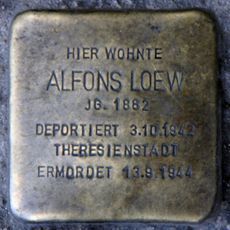 HIER WOHNTE
ALFONS LOEW
JG. 1882
DEPORTIERT 3.10.1942
THERESIENSTADT
ERMORDET 13.9.1944